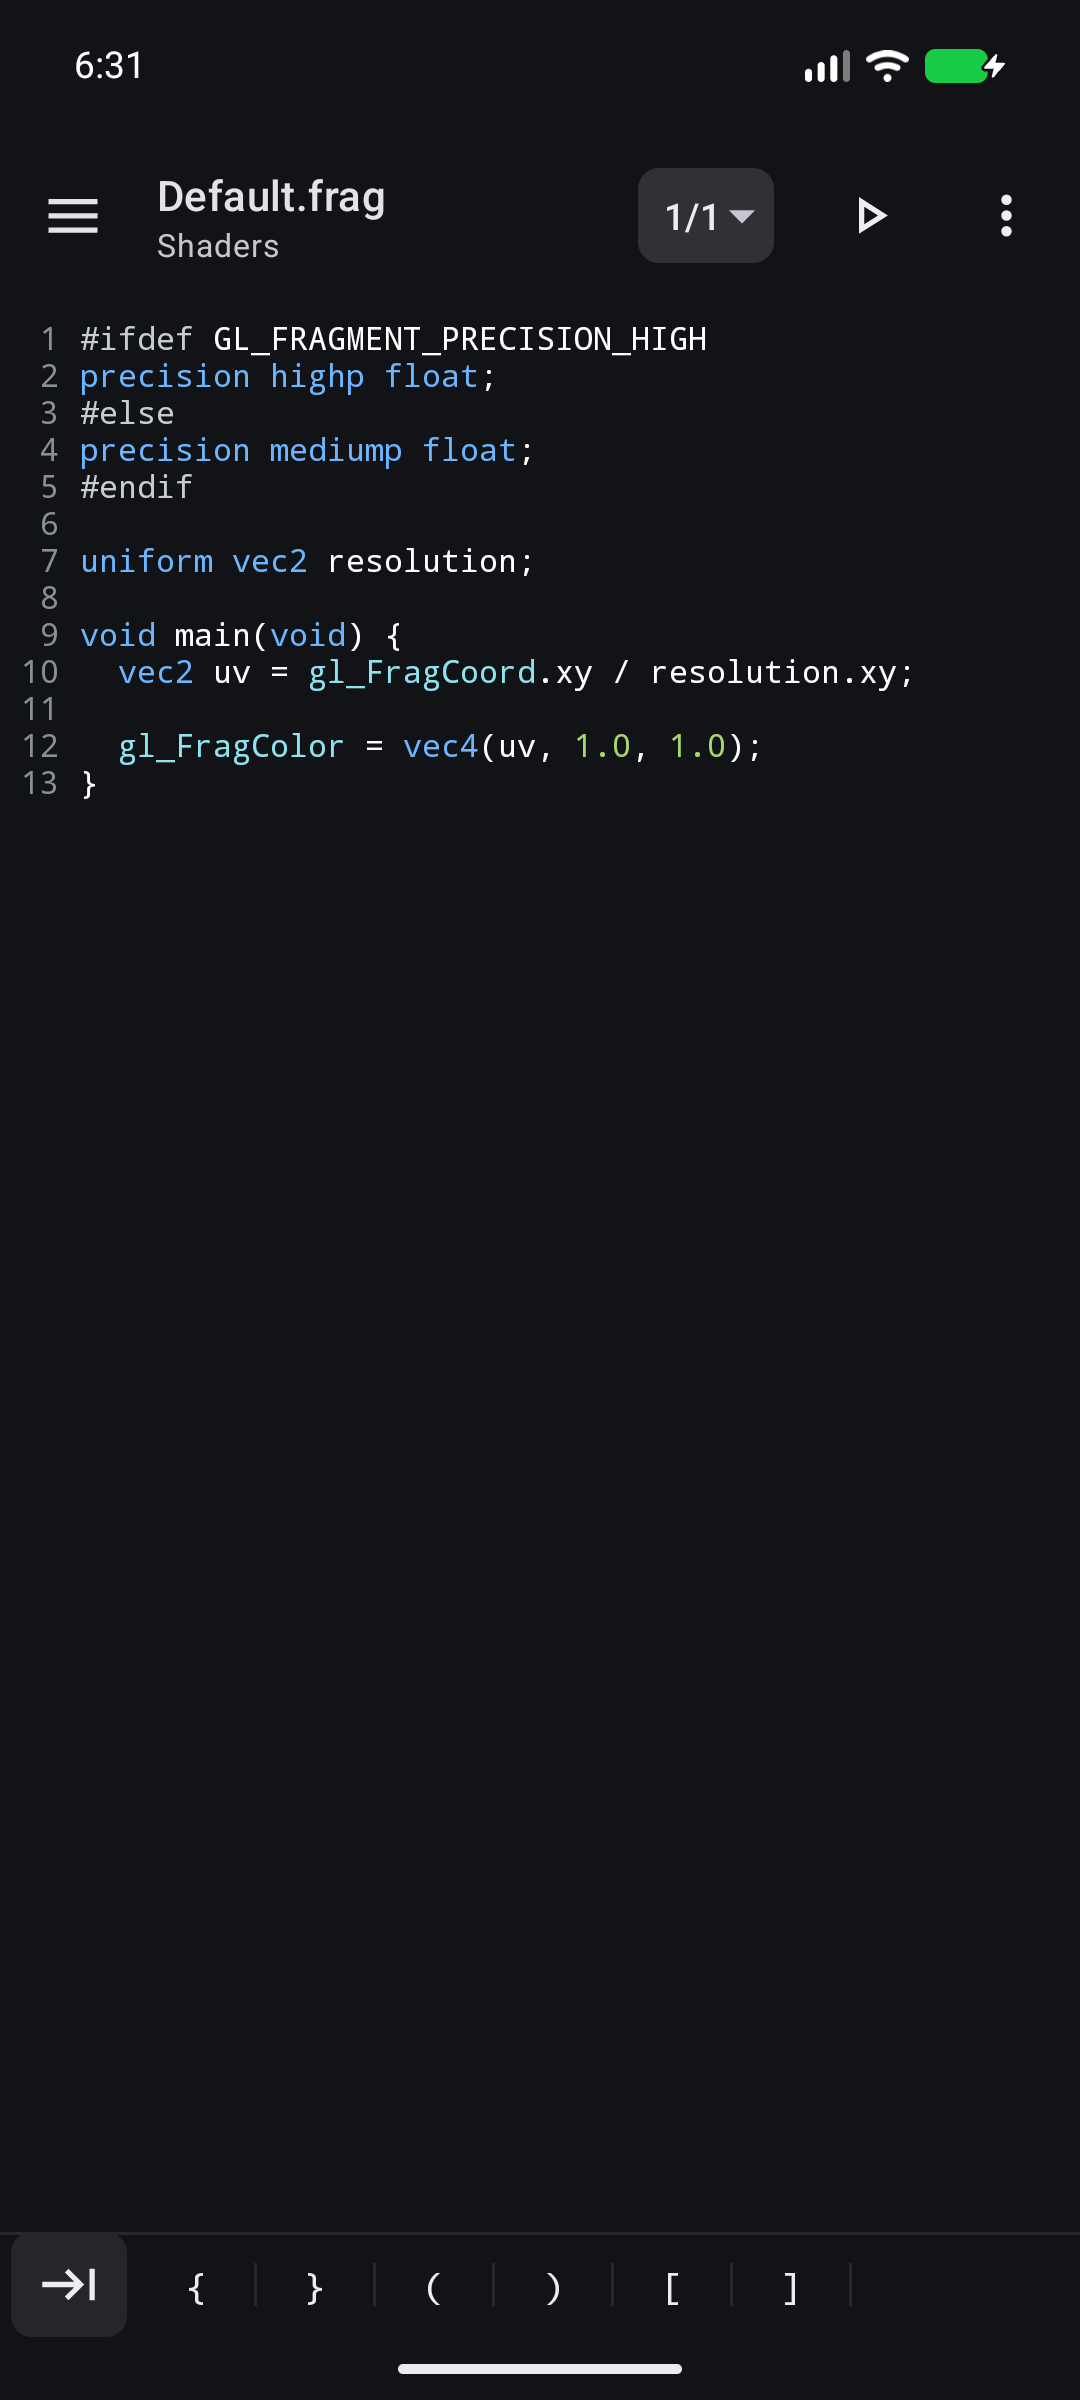 6:31
Default.frag
Shaders
1/1
1 #ifdef GL_FRAGMENT_PRECISION_HIGH
2 precision highp float;
3 #else
4 precision mediump float;
5 #endif
6
7 uniform vec2 resolution;
8
9 void main(void) {
10   vec2 uv = gl_FragCoord.xy / resolution.xy;
11
12   gl_FragColor = vec4(uv, 1.0, 1.0);
13 }
{ } ( ) [ ]